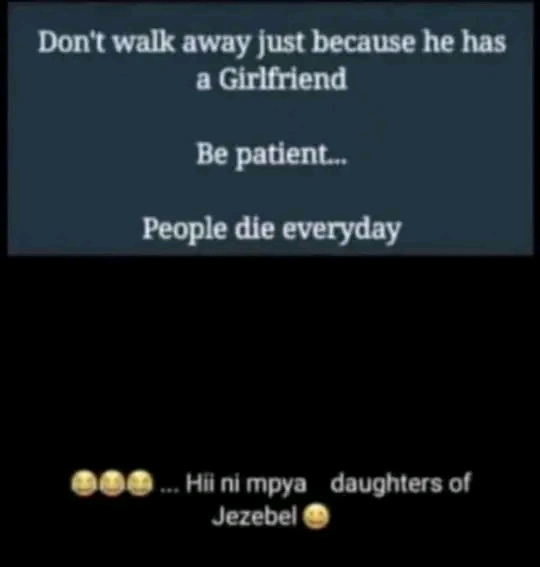 Don't walk away just because he has
a Girlfriend
Be patient...
People die everyday
😆😆😆 ... Hii ni mpya daughters of
Jezebel 😀